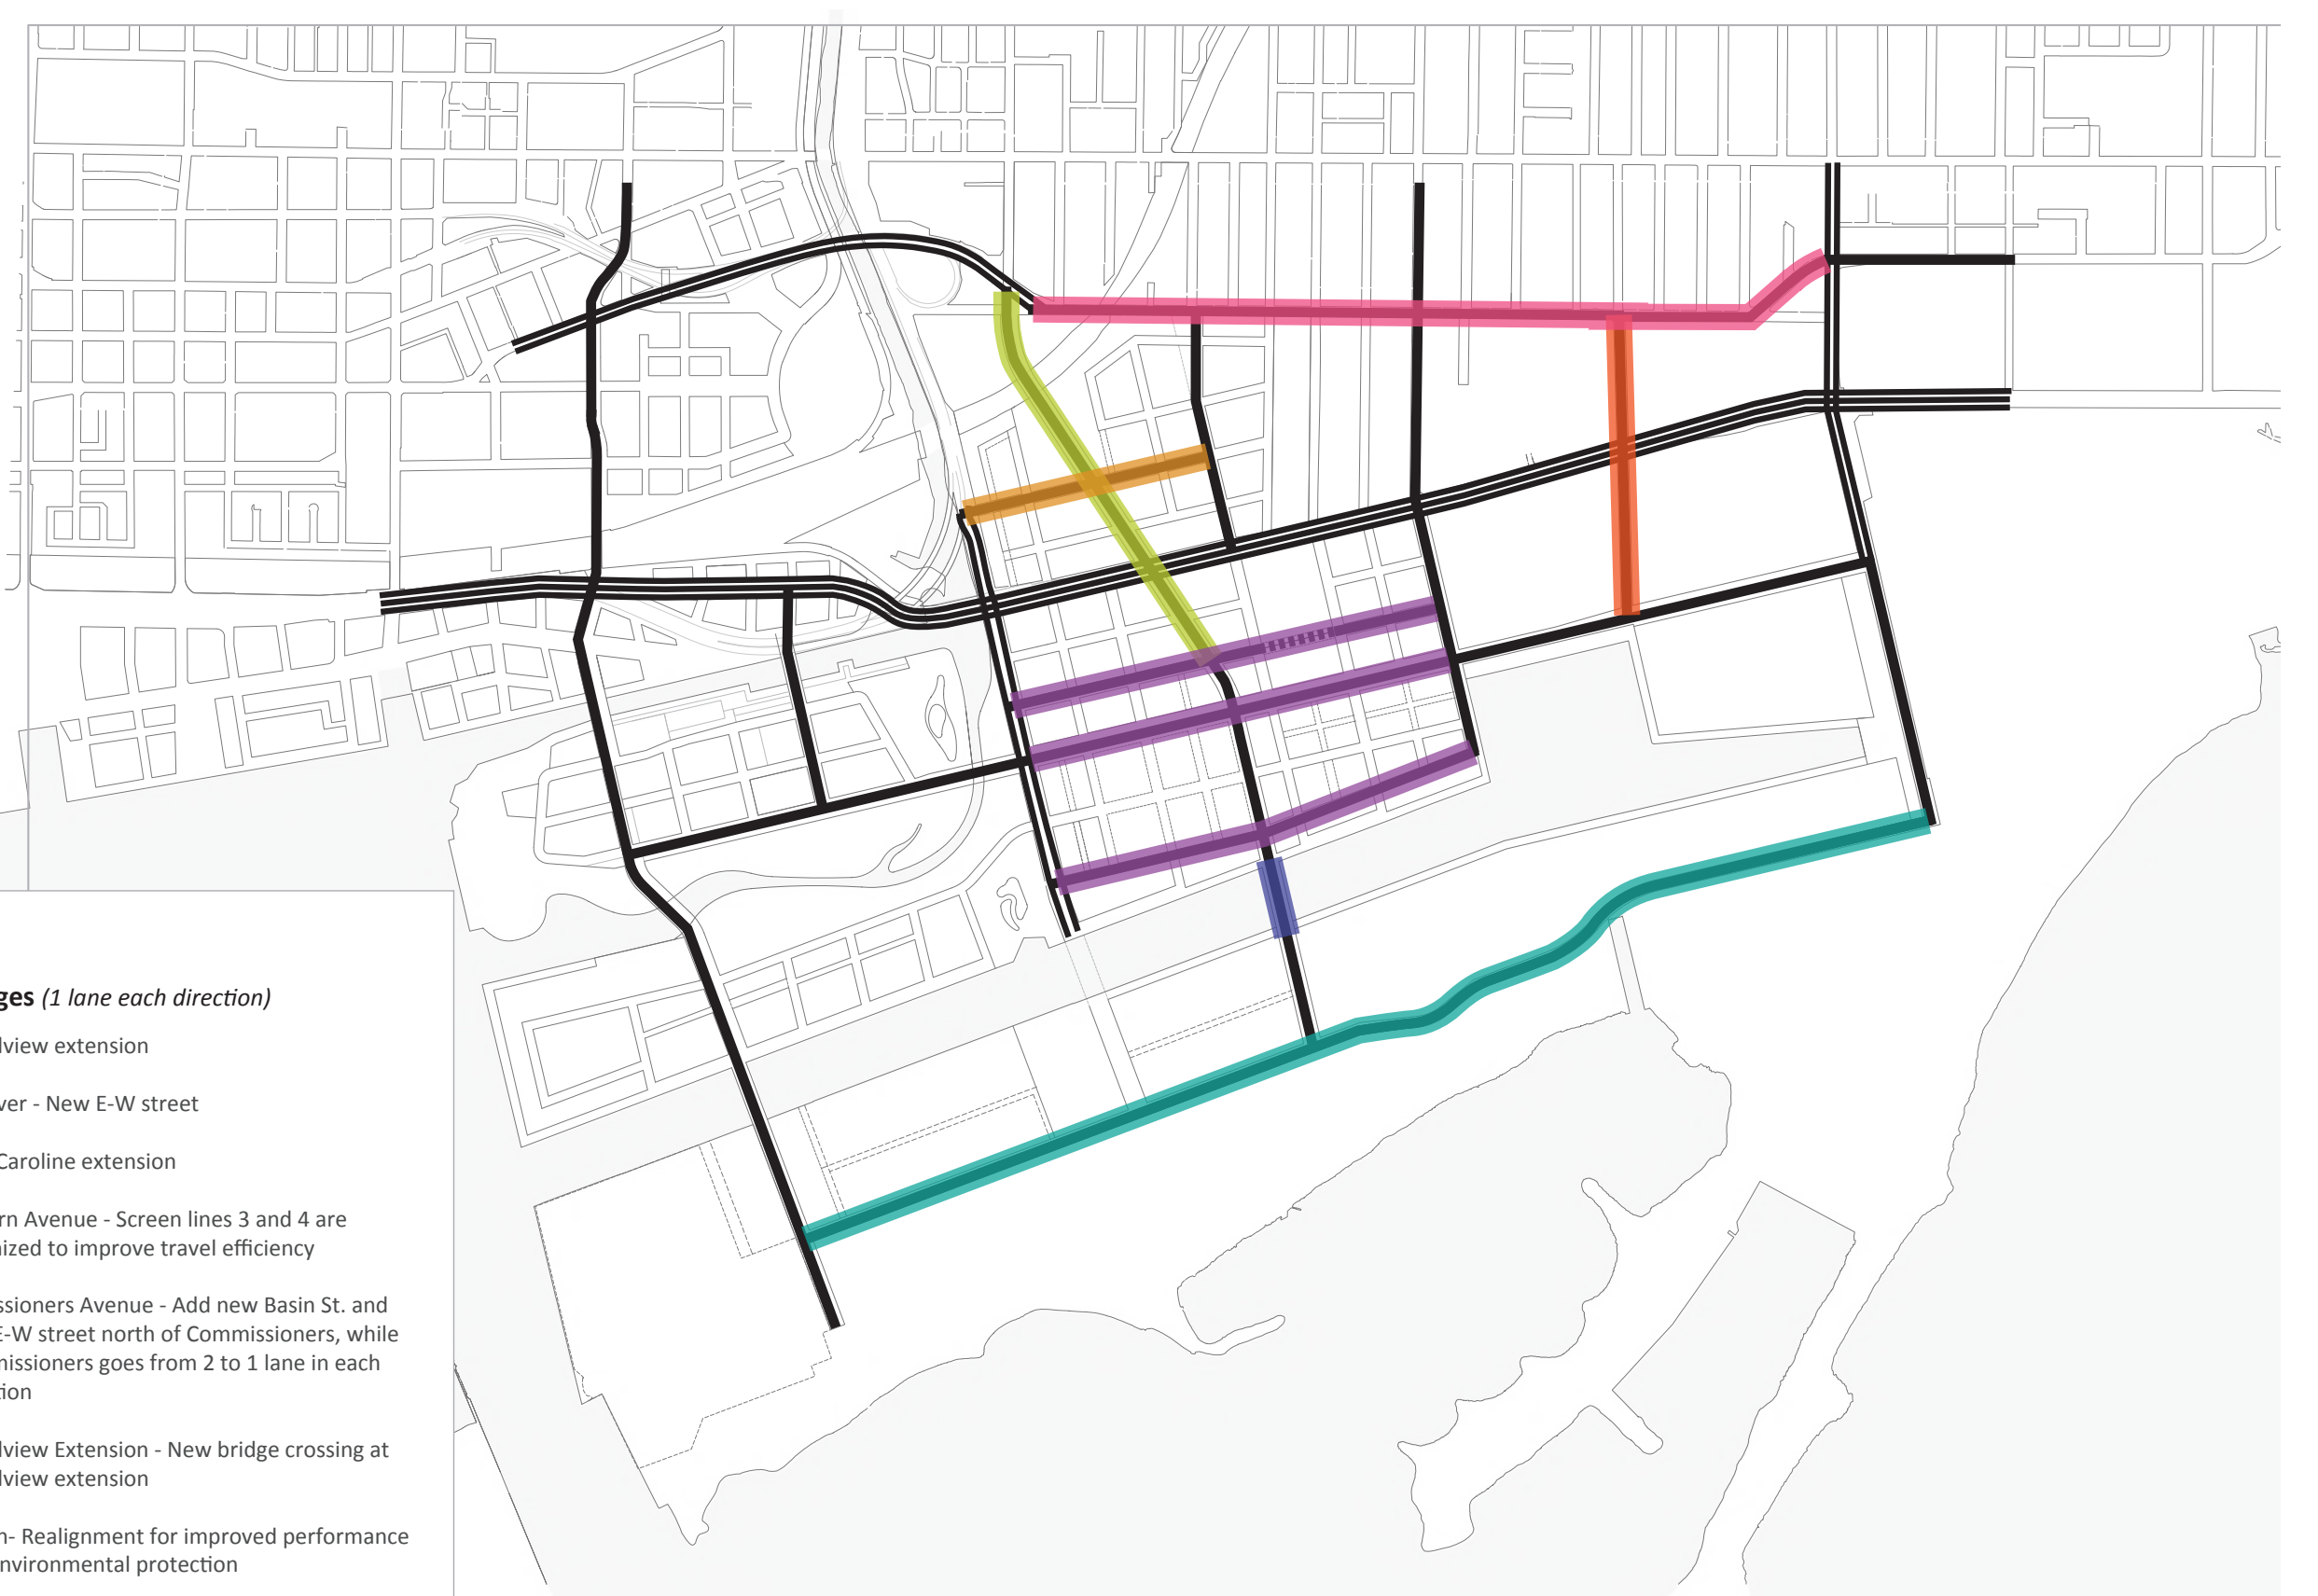 ges (1 lane each direction)
lview extension
ver - New E-W street
Caroline extension
rn Avenue - Screen lines 3 and 4 are
nized to improve travel efficiency
ssioners Avenue - Add new Basin St. and
E-W street north of Commissioners, while
missioners goes from 2 to 1 lane in each
tion
lview Extension - New bridge crossing at
lview extension
n- Realignment for improved performance
nvironmental protection